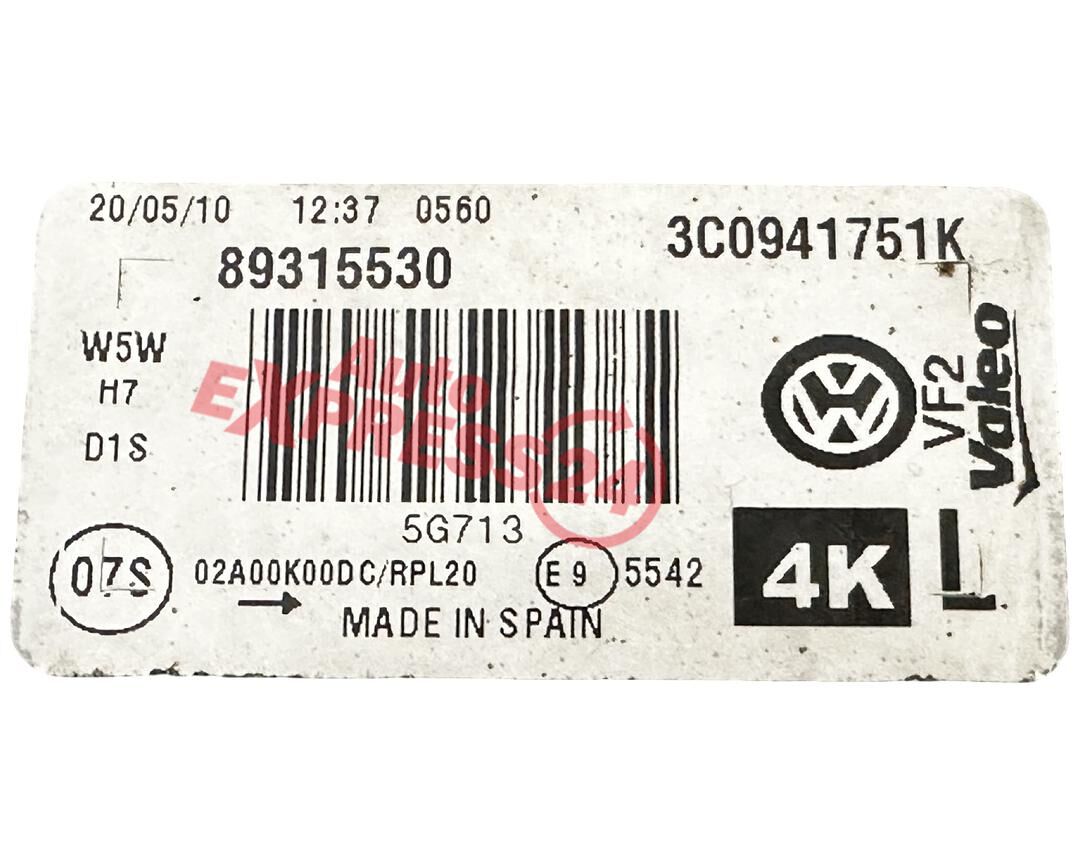 20/05/10 12:37 0560
3C0941751K
89315530
W5W
H7
D1S
Auto
EXPRESS24
VF2
Valeo
5G713
4K L
07S 02A00K00DC/RPL20 E9 5542
MADE IN SPAIN